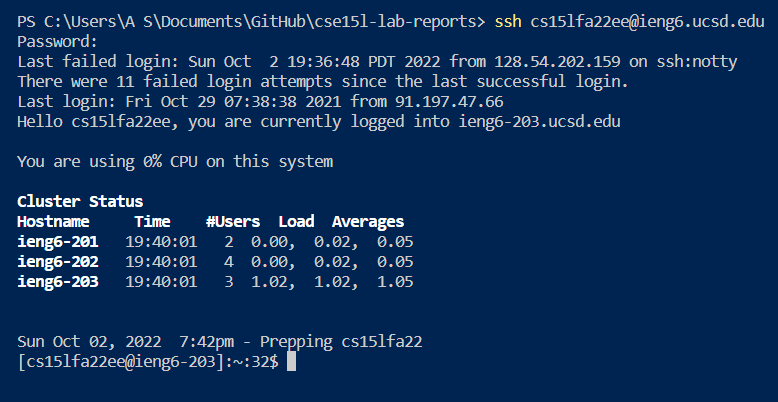 PS C:\Users\A S\Documents\GitHub\cse15l-lab-reports> ssh cs15lfa22ee@ieng6.ucsd.edu
Password:
Last failed login: Sun Oct  2 19:36:48 PDT 2022 from 128.54.202.159 on ssh:notty
There were 11 failed login attempts since the last successful login.
Last login: Fri Oct 29 07:38:38 2021 from 91.197.47.66
Hello cs15lfa22ee, you are currently logged into ieng6-203.ucsd.edu
You are using 0% CPU on this system
Cluster Status
Hostname     Time    #Users  Load  Averages
ieng6-201   19:40:01   2  0.00,  0.02,  0.05
ieng6-202   19:40:01   4  0.00,  0.02,  0.05
ieng6-203   19:40:01   3  1.02,  1.02,  1.05
Sun Oct 02, 2022  7:42pm - Prepping cs15lfa22
[cs15lfa22ee@ieng6-203]:~:32$